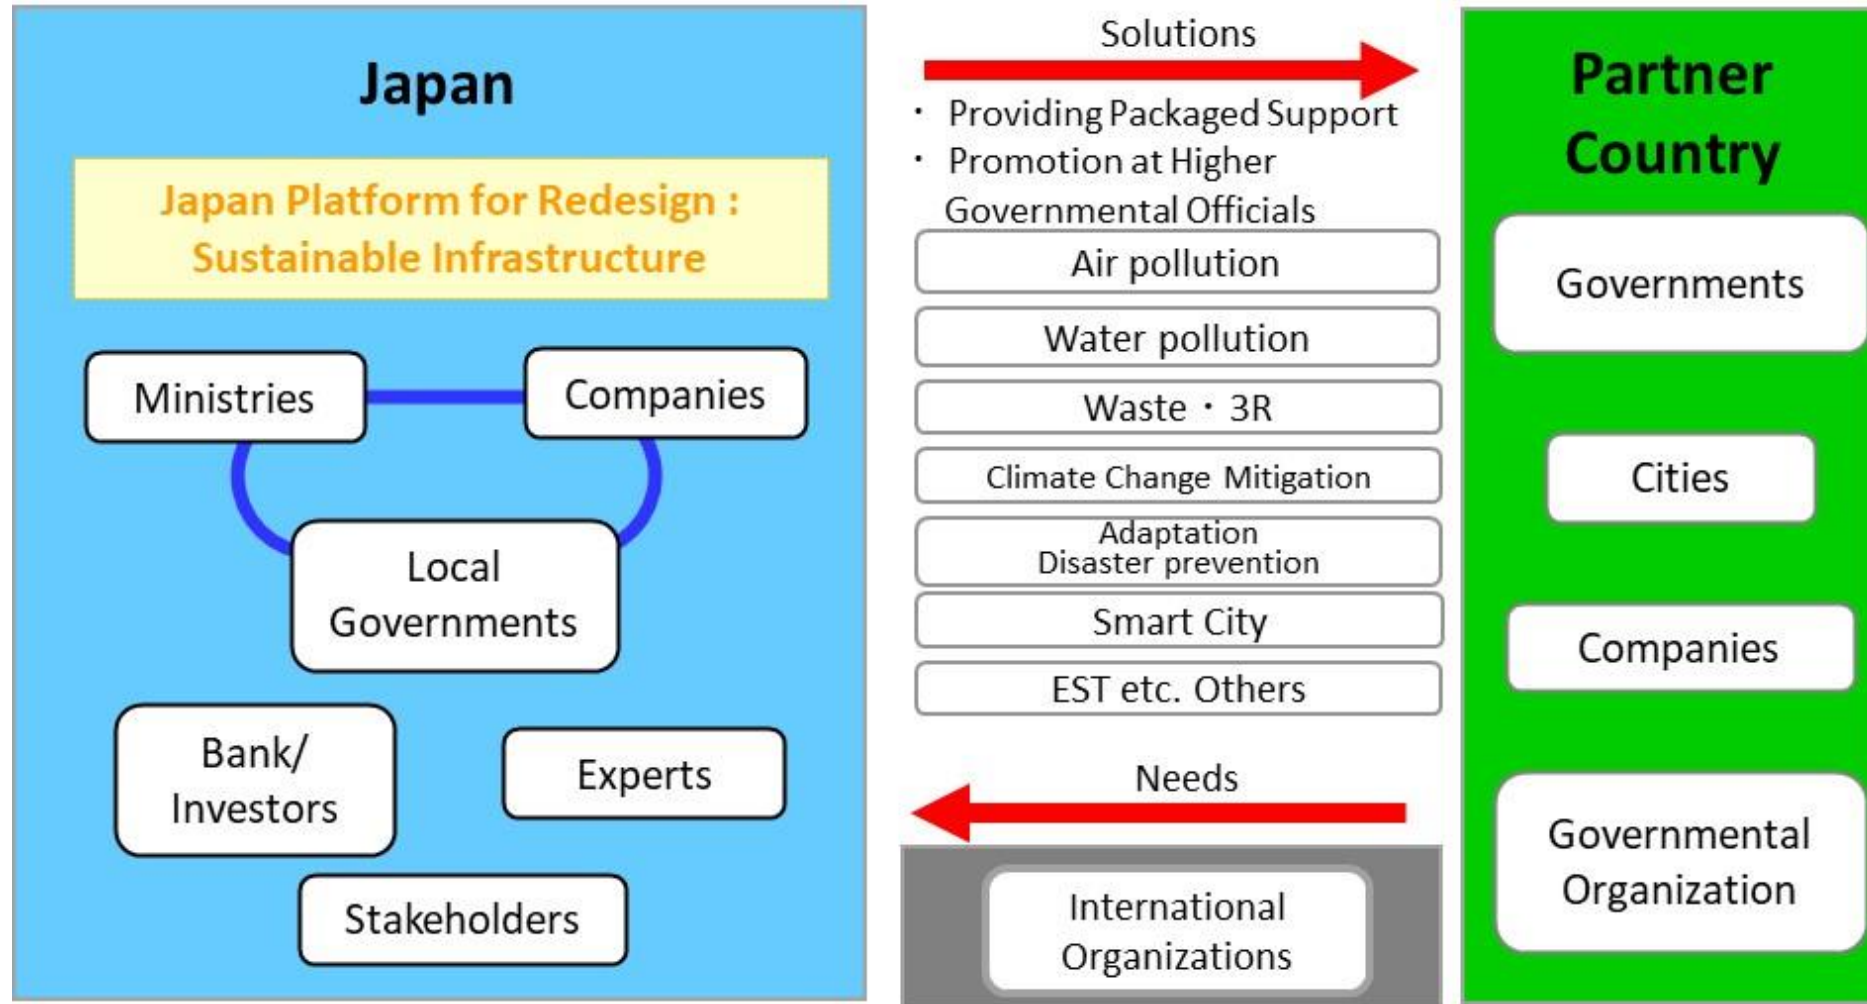 Japan
Japan Platform for Redesign :
Sustainable Infrastructure
Ministries
Companies
Local
Governments
Bank/
Investors
Experts
Stakeholders
Solutions
・ Providing Packaged Support
・ Promotion at Higher
Governmental Officials
Air pollution
Water pollution
Waste・3R
Climate Change Mitigation
Adaptation
Disaster prevention
Smart City
EST etc. Others
Needs
International
Organizations
Partner
Country
Governments
Cities
Companies
Governmental
Organization